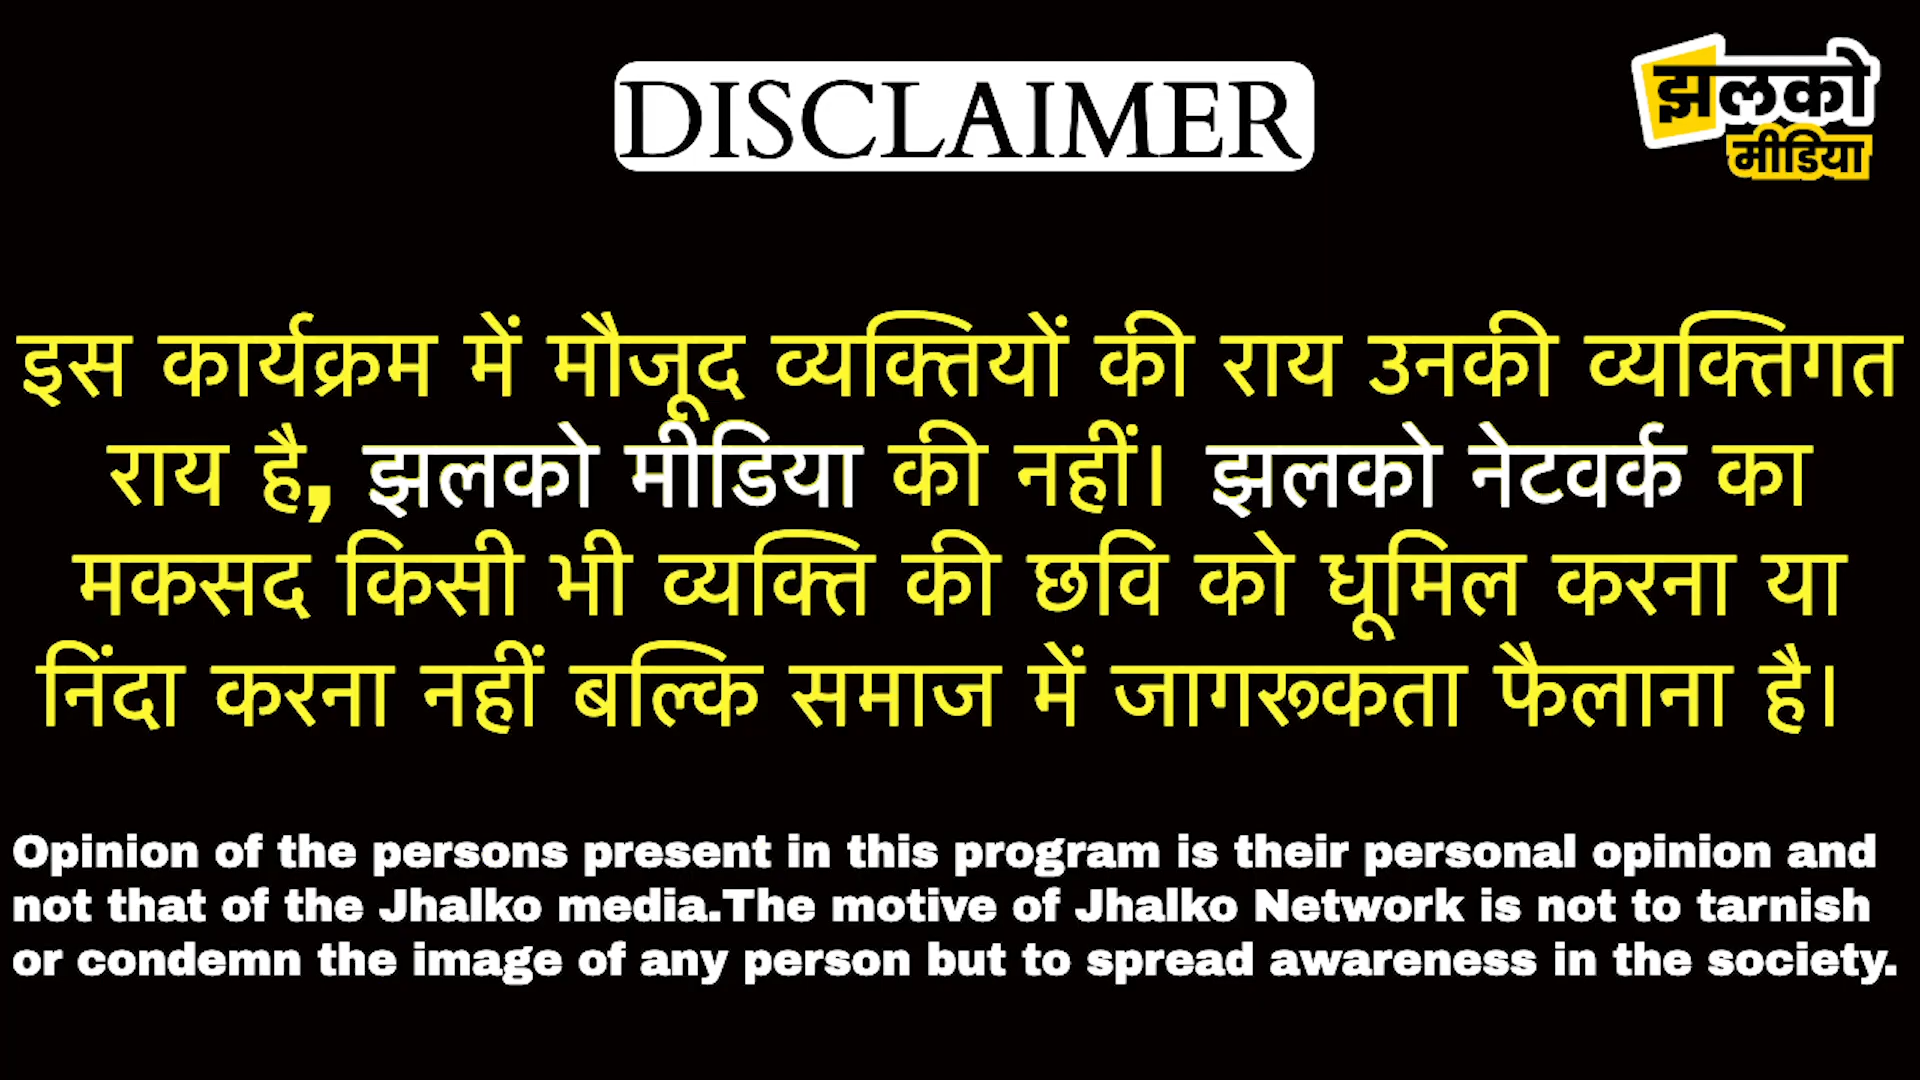 DISCLAIMER
झलको
मीडिया
इस कार्यक्रम में मौजूद व्यक्तियों की राय उनकी व्यक्तिगत
राय है, झलको मीडिया की नहीं। झलको नेटवर्क का
मकसद किसी भी व्यक्ति की छवि को धूमिल करना या
निंदा करना नहीं बल्कि समाज में जागरूकता फैलाना है।
Opinion of the persons present in this program is their personal opinion and
not that of the Jhalko media.The motive of Jhalko Network is not to tarnish
or condemn the image of any person but to spread awareness in the society.